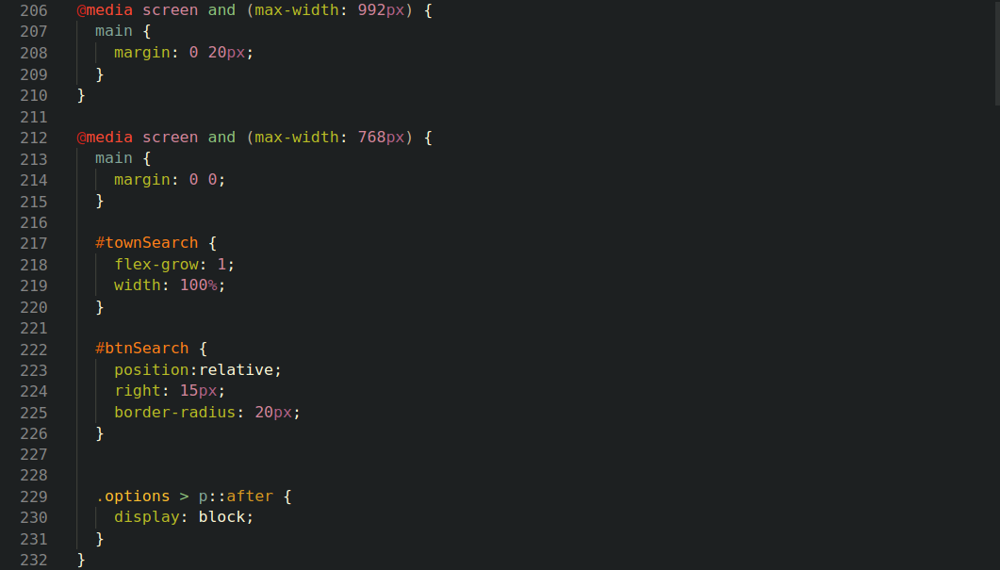 206 @media screen and (max-width: 992px) {
207   main {
208     margin: 0 20px;
209   }
210 }
211
212 @media screen and (max-width: 768px) {
213   main {
214     margin: 0 0;
215   }
216
217   #townSearch {
218     flex-grow: 1;
219     width: 100%;
220   }
221
222   #btnSearch {
223     position:relative;
224     right: 15px;
225     border-radius: 20px;
226   }
227
228
229   .options > p::after {
230     display: block;
231   }
232 }